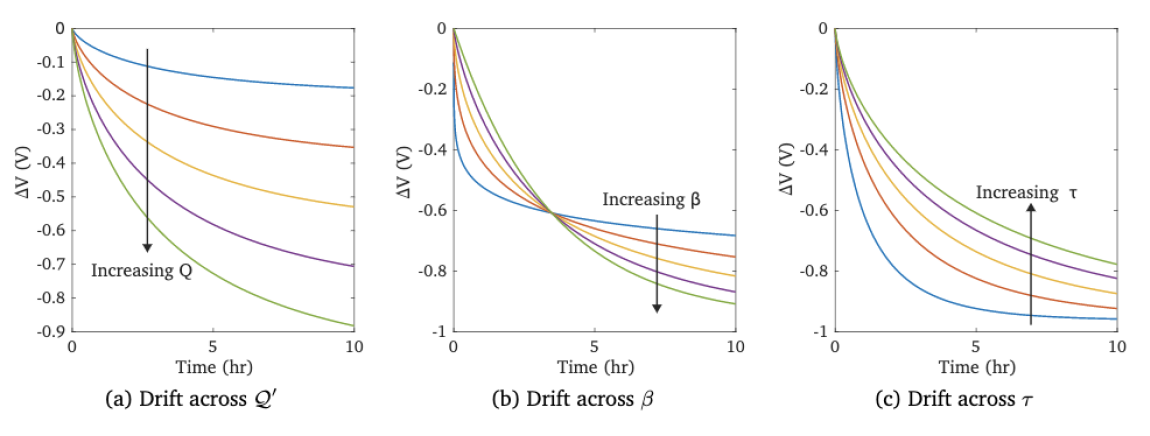 0
-0.1
-0.2
-0.3
-0.4
-0.5
-0.6
-0.7
-0.8
-0.9
ΔV (V)
Increasing Q
0 5 10
Time (hr)
(a) Drift across 𝒬′
0
-0.2
-0.4
-0.6
-0.8
-1
ΔV (V)
Increasing β
0 5 10
Time (hr)
(b) Drift across β
0
-0.2
-0.4
-0.6
-0.8
-1
ΔV (V)
Increasing τ
0 5 10
Time (hr)
(c) Drift across τ